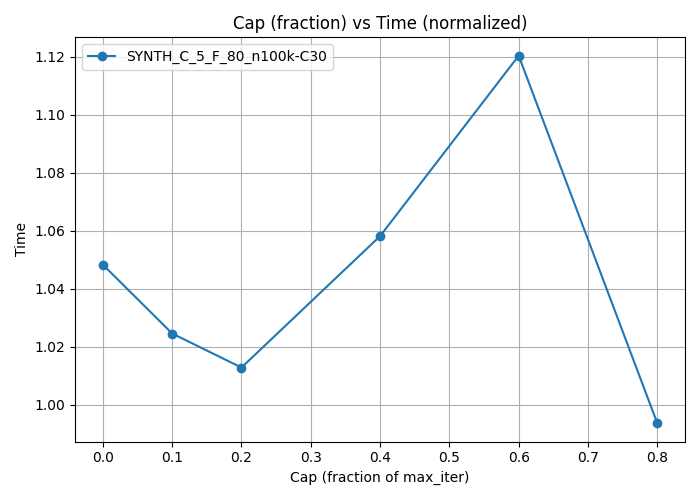 Cap (fraction) vs Time (normalized)
SYNTH_C_5_F_80_n100k-C30
1.12
1.10
1.08
1.06
1.04
1.02
1.00
Time
0.0 0.1 0.2 0.3 0.4 0.5 0.6 0.7 0.8
Cap (fraction of max_iter)